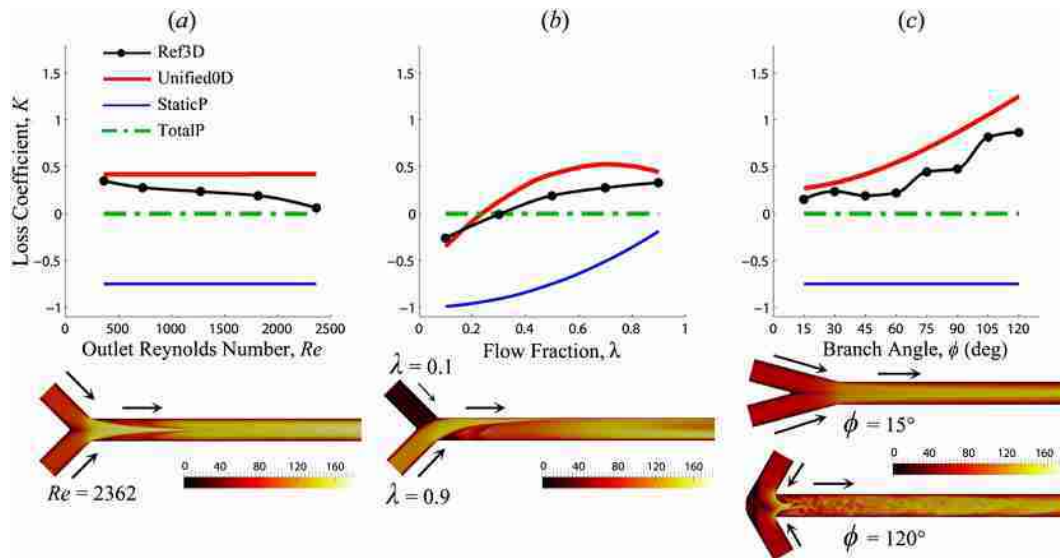 (a)
(b)
(c)
Ref3D
Unified0D
StaticP
TotalP
Loss Coefficient, K
1.5
1
0.5
0
−0.5
−1
0 500 1000 1500 2000 2500
Outlet Reynolds Number, Re
1.5
1
0.5
0
−0.5
−1
0 0.2 0.4 0.6 0.8 1
Flow Fraction, λ
1.5
1
0.5
0
−0.5
−1
15 30 45 60 75 90 105 120
Branch Angle, ϕ (deg)
Re = 2362
0 40 80 120 160
λ = 0.1
λ = 0.9
0 40 80 120 160
ϕ = 15°
0 40 80 120 160
ϕ = 120°